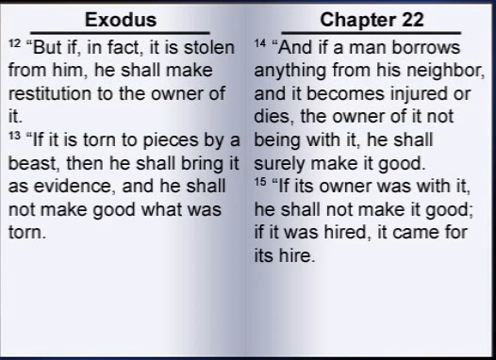 Exodus
12 “But if, in fact, it is stolen
from him, he shall make
restitution to the owner of
it.
13 “If it is torn to pieces by a
beast, then he shall bring it
as evidence, and he shall
not make good what was
torn.
Chapter 22
14 “And if a man borrows
anything from his neighbor,
and it becomes injured or
dies, the owner of it not
being with it, he shall
surely make it good.
15 “If its owner was with it,
he shall not make it good;
if it was hired, it came for
its hire.